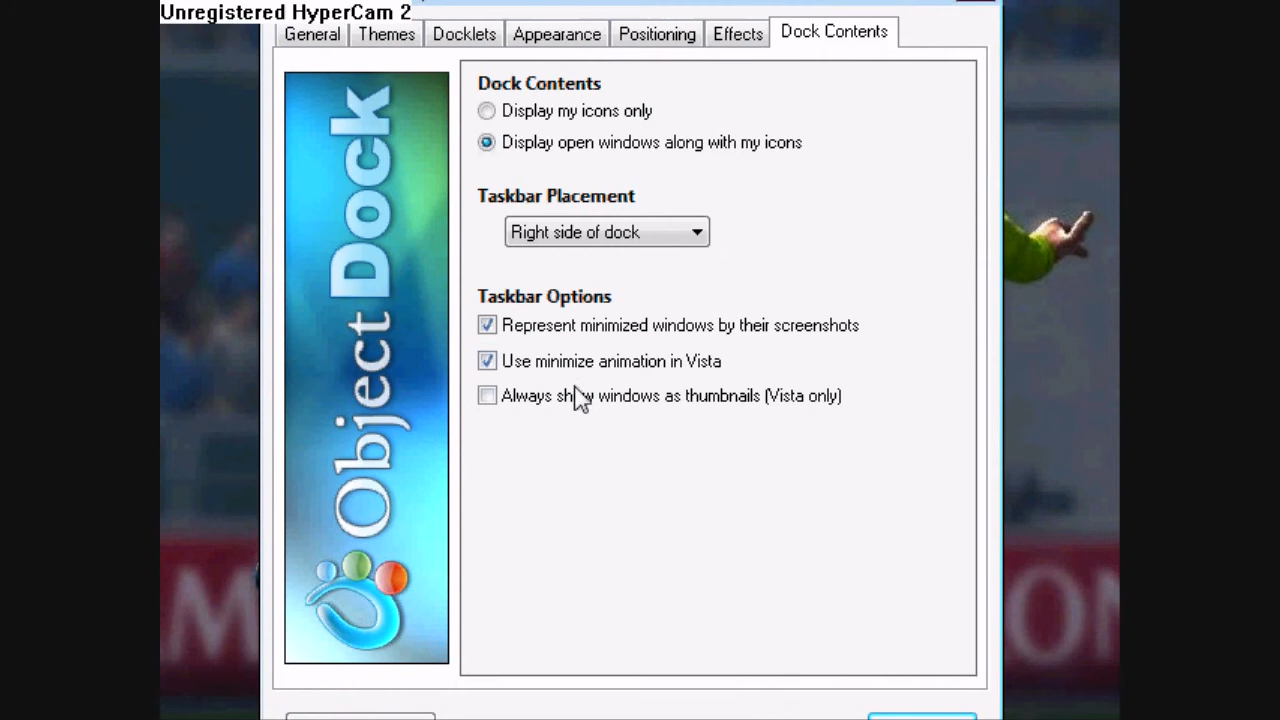 Unregistered HyperCam 2
General Themes Docklets Appearance Positioning Effects Dock Contents
ObjectDock
Dock Contents
Display my icons only
Display open windows along with my icons
Taskbar Placement
Right side of dock
Taskbar Options
Represent minimized windows by their screenshots
Use minimize animation in Vista
Always show windows as thumbnails (Vista only)